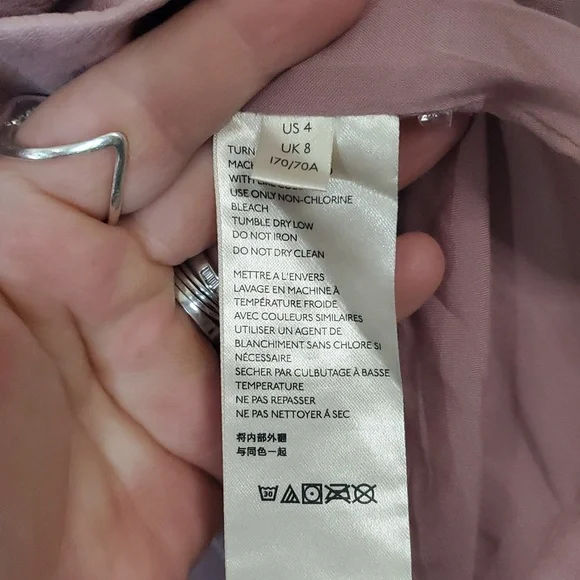 US 4
UK 8
170/70A
TURN
MACH
WITH
USE ONLY NON-CHLORINE
BLEACH
TUMBLE DRY LOW
DO NOT IRON
DO NOT DRY CLEAN
METTRE A L'ENVERS
LAVAGE EN MACHINE À
TEMPÉRATURE FROIDE
AVEC COULEURS SIMILAIRES
UTILISER UN AGENT DE
BLANCHIMENT SANS CHLORE SI
NÉCESSAIRE
SECHER PAR CULBUTAGE À BASSE
TEMPERATURE
NE PAS REPASSER
NE PAS NETTOYER Á SEC
将内部外翻
与同色一起
30